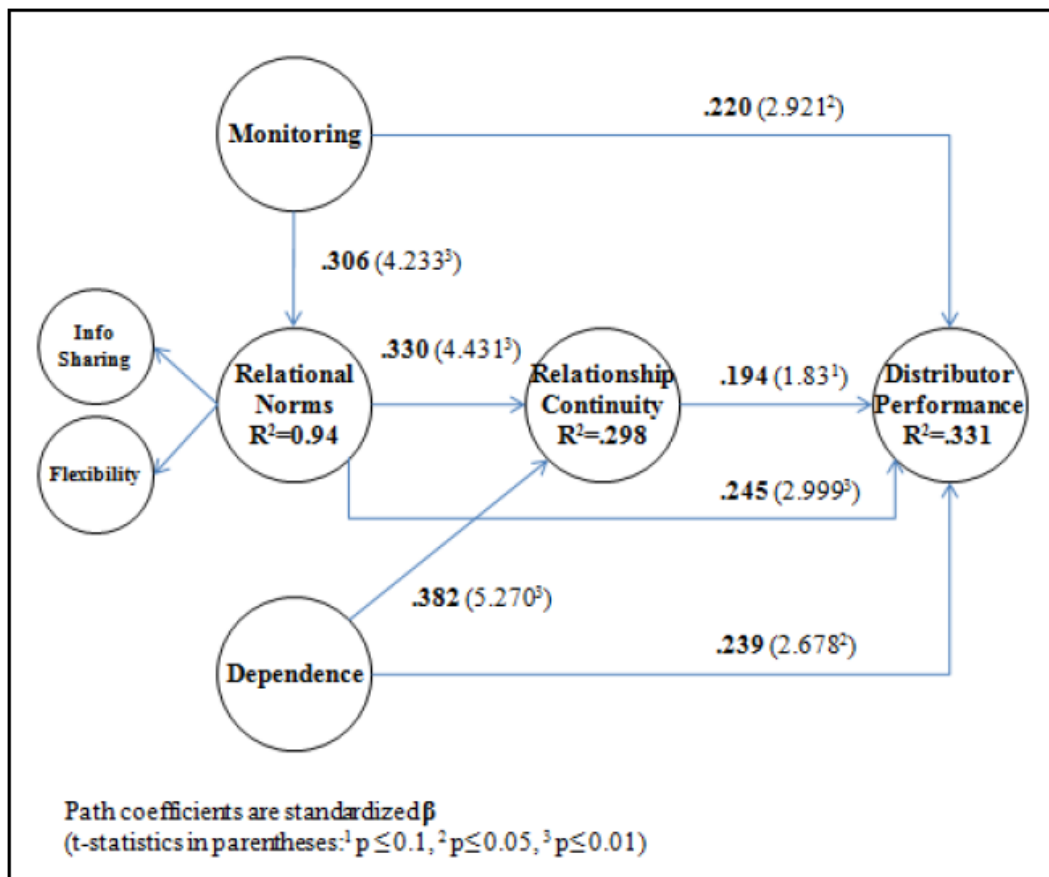 .220 (2.921²)
Monitoring
.306 (4.233³)
Info
Sharing
.330 (4.431³)
Relational
Norms
R²=0.94
Relationship
Continuity
R²=.298
.194 (1.83¹)
Distributor
Performance
R²=.331
Flexibility
.245 (2.999³)
.382 (5.270³)
.239 (2.678²)
Dependence
Path coefficients are standardized β
(t-statistics in parentheses:¹ p ≤0.1, ² p≤0.05, ³ p≤0.01)